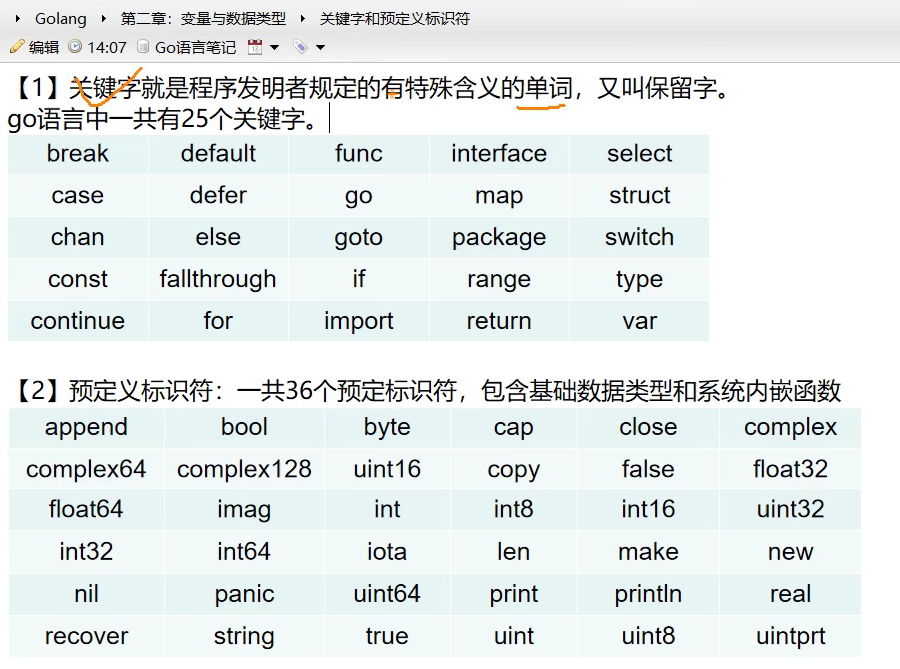 Golang 第二章：变量与数据类型 关键字和预定义标识符
编辑 14:07 Go语言笔记
【1】关键字就是程序发明者规定的有特殊含义的单词，又叫保留字。
go语言中一共有25个关键字。
break default func interface select
case defer go map struct
chan else goto package switch
const fallthrough if range type
continue for import return var
【2】预定义标识符：一共36个预定标识符，包含基础数据类型和系统内嵌函数
append bool byte cap close complex
complex64 complex128 uint16 copy false float32
float64 imag int int8 int16 uint32
int32 int64 iota len make new
nil panic uint64 print println real
recover string true uint uint8 uintprt